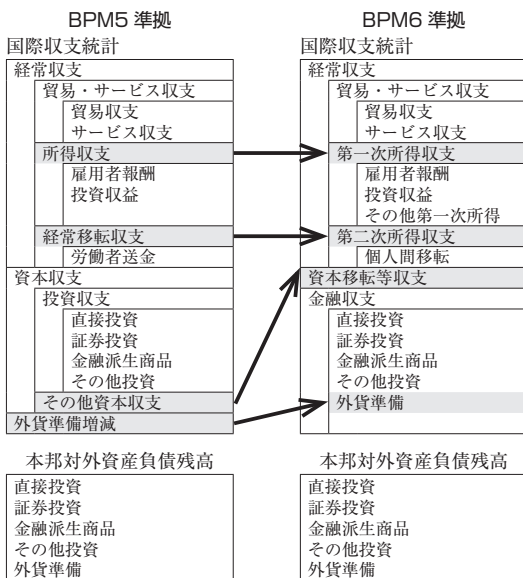 BPM5 準拠
国際収支統計
経常収支
貿易・サービス収支
貿易収支
サービス収支
所得収支
雇用者報酬
投資収益
経常移転収支
労働者送金
資本収支
投資収支
直接投資
証券投資
金融派生商品
その他投資
その他資本収支
外貨準備増減
本邦対外資産負債残高
直接投資
証券投資
金融派生商品
その他投資
外貨準備
BPM6 準拠
国際収支統計
経常収支
貿易・サービス収支
貿易収支
サービス収支
第一次所得収支
雇用者報酬
投資収益
その他第一次所得
第二次所得収支
個人間移転
資本移転等収支
金融収支
直接投資
証券投資
金融派生商品
その他投資
外貨準備
本邦対外資産負債残高
直接投資
証券投資
金融派生商品
その他投資
外貨準備